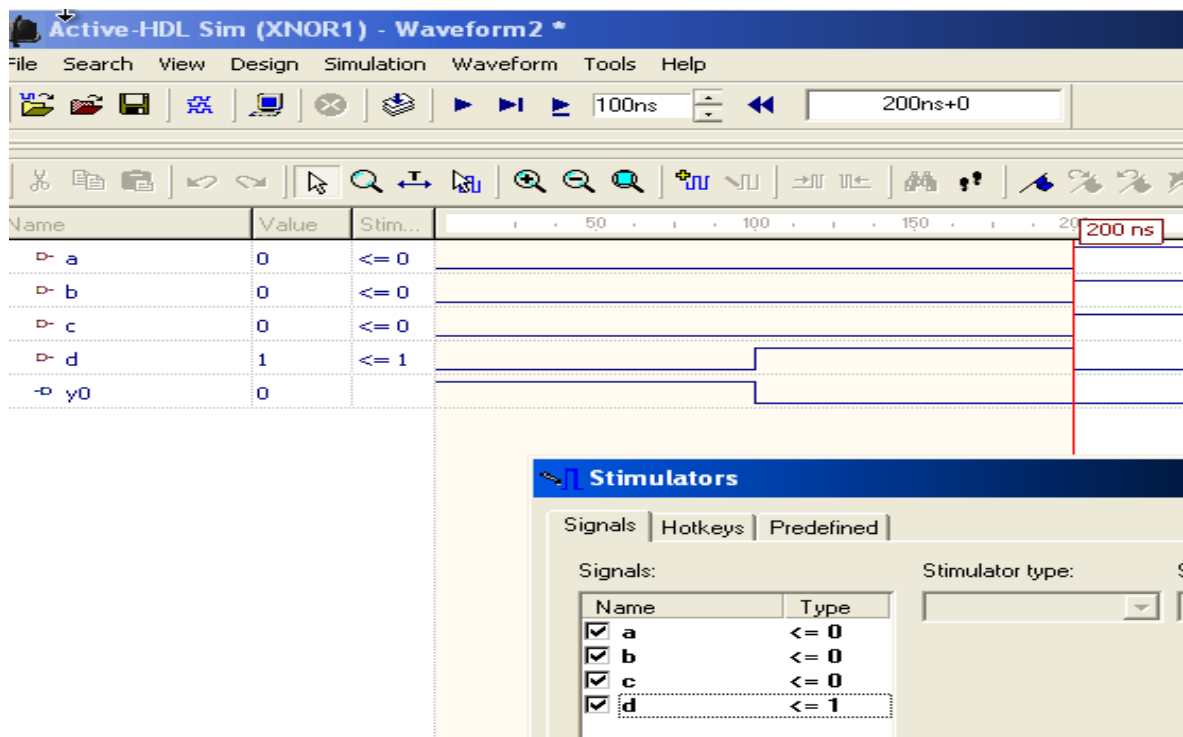 Active-HDL Sim (XNOR1) - Waveform2 *
File Search View Design Simulation Waveform Tools Help
100ns 200ns+0
Name Value Stim... 50 100 150 200 ns
a 0 <= 0
b 0 <= 0
c 0 <= 0
d 1 <= 1
y0 0
Stimulators
Signals Hotkeys Predefined
Signals: Stimulator type:
Name Type
a <= 0
b <= 0
c <= 0
d <= 1